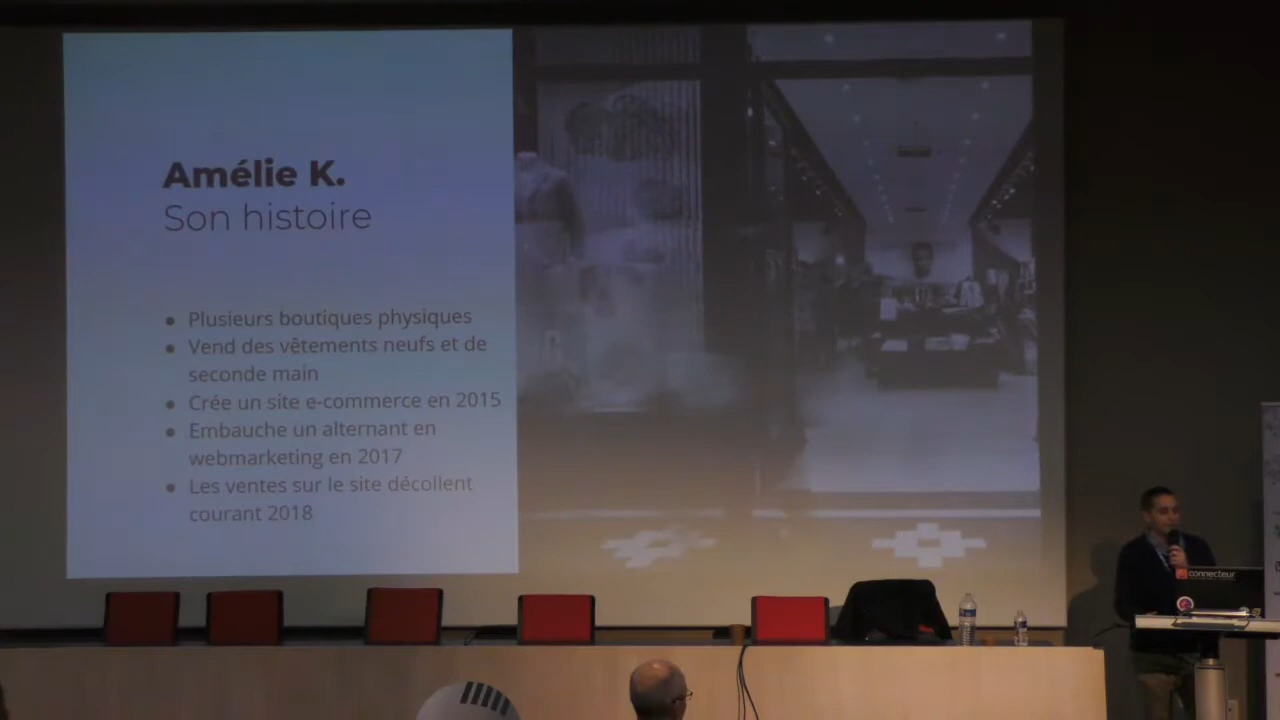 Amélie K.
Son histoire
● Plusieurs boutiques physiques
● Vend des vêtements neufs et de
seconde main
● Crée un site e-commerce en 2015
● Embauche un alternant en
webmarketing en 2017
● Les ventes sur le site décollent
courant 2018
connecteur